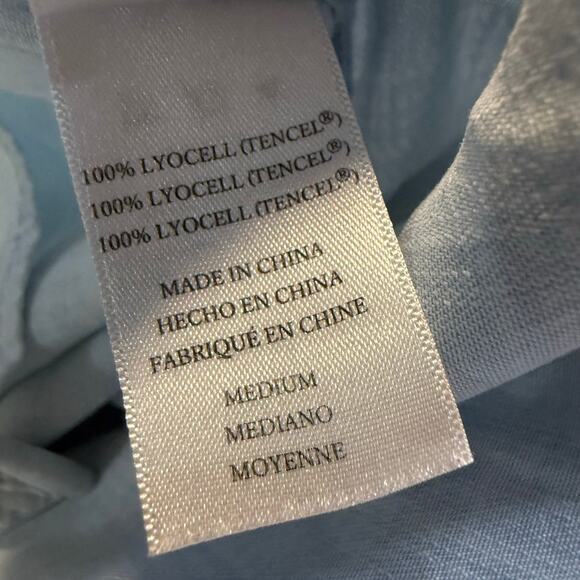 100% LYOCELL (TENCEL®)
100% LYOCELL (TENCEL®)
100% LYOCELL (TENCEL®)
MADE IN CHINA
HECHO EN CHINA
FABRIQUÉ EN CHINE
MEDIUM
MEDIANO
MOYENNE